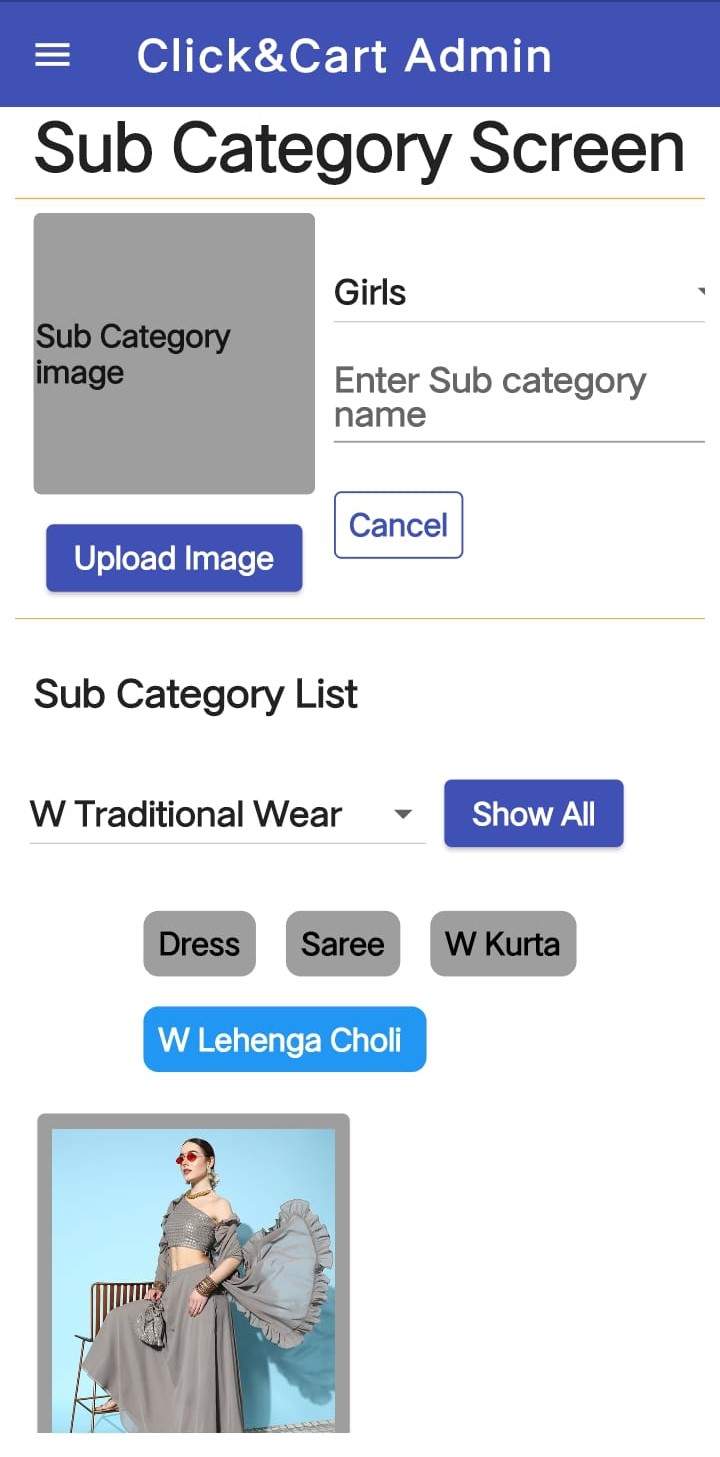 Click&Cart Admin
Sub Category Screen
Sub Category
image
Girls
Enter Sub category
name
Upload Image
Cancel
Sub Category List
W Traditional Wear
Show All
Dress
Saree
W Kurta
W Lehenga Choli